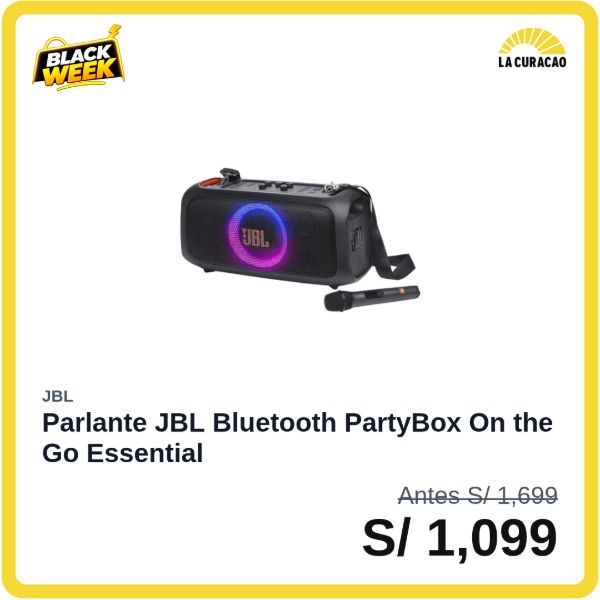 BLACK
WEEK
LA CURACAO
JBL
JBL
JBL
Parlante JBL Bluetooth PartyBox On the
Go Essential
Antes S/ 1,699
S/ 1,099